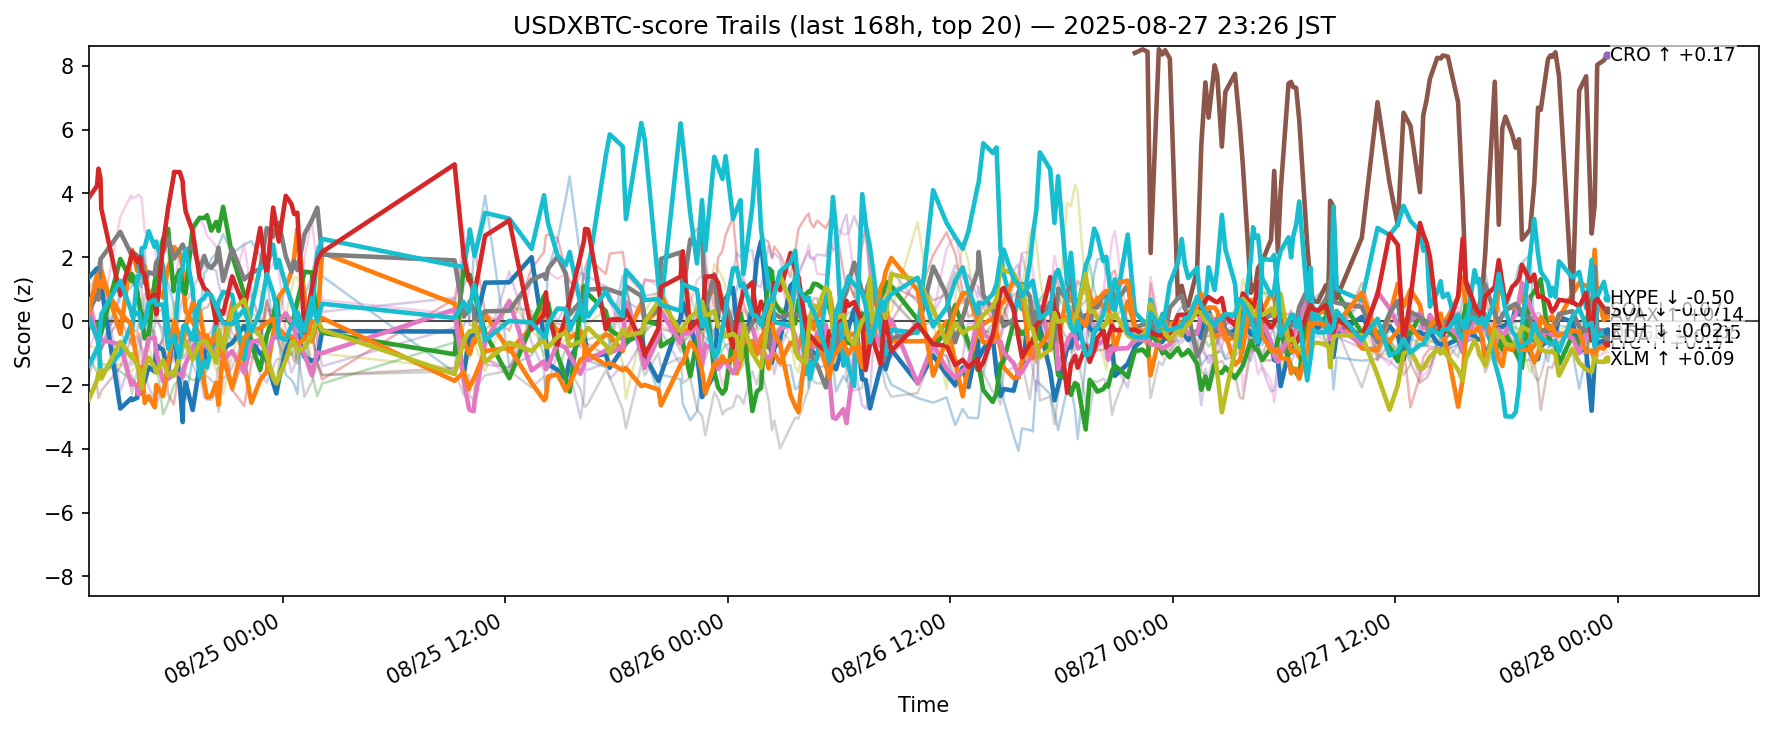 USDXBTC-score Trails (last 168h, top 20) — 2025-08-27 23:26 JST
Score (z)
8
6
4
2
0
−2
−4
−6
−8
CRO ↑ +0.17
HYPE ↓ -0.50
SOL ↓ -0.07
ETH ↓ -0.02
XLM ↑ +0.09
08/25 00:00
08/25 12:00
08/26 00:00
08/26 12:00
08/27 00:00
08/27 12:00
08/28 00:00
Time